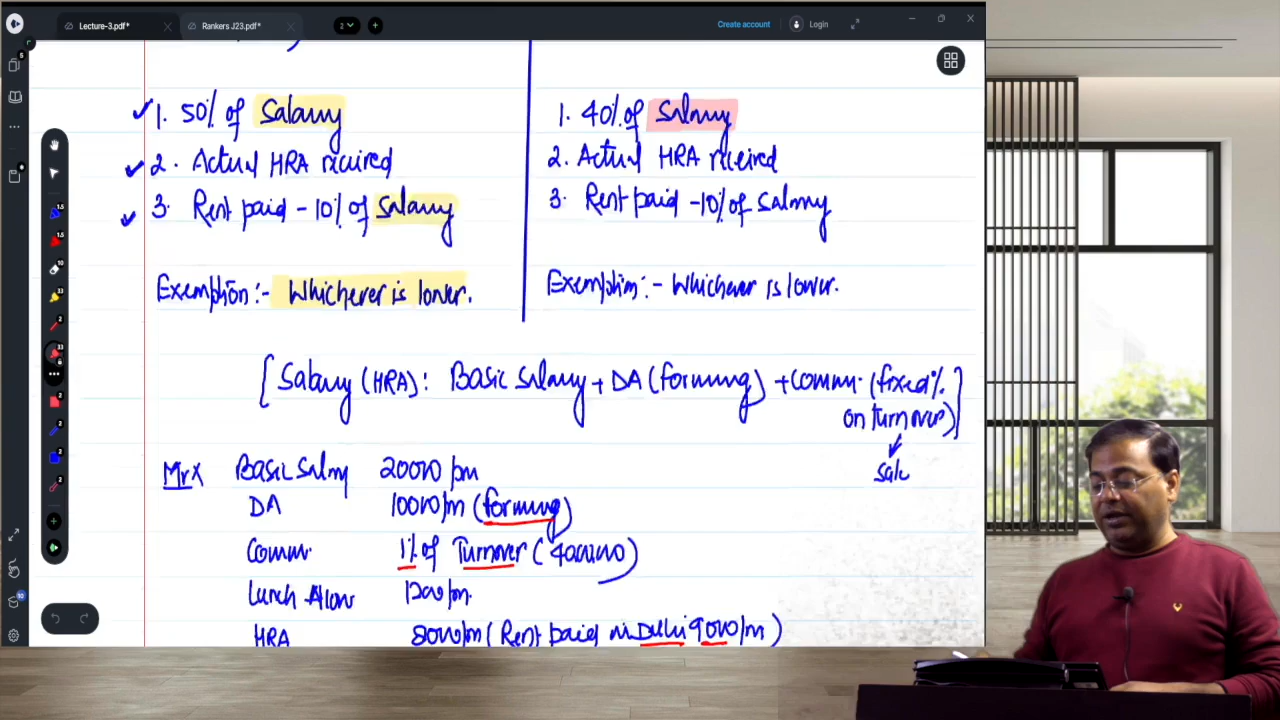 Lecture-3.pdf*
Rankers J23.pdf*
2
Create account
Login
1. 50% of Salary
2. Actual HRA received
3. Rent paid - 10% of Salary
Exemption:- Whichever is lower.
1. 40% of Salary
2. Actual HRA received
3. Rent paid -10% of Salary
Exemption:- Whichever is lower.
[Salary (HRA): Basic Salary + DA (forming) + Comm. (fixed %
on turnover)]
sale
Mr X Basic Salary 20000 pm
DA 10000/m (forming)
Comm. 1% of Turnover (4000000)
Lunch Allow 1200/pm.
HRA 8000/m (Rent paid in Delhi 9000/m)